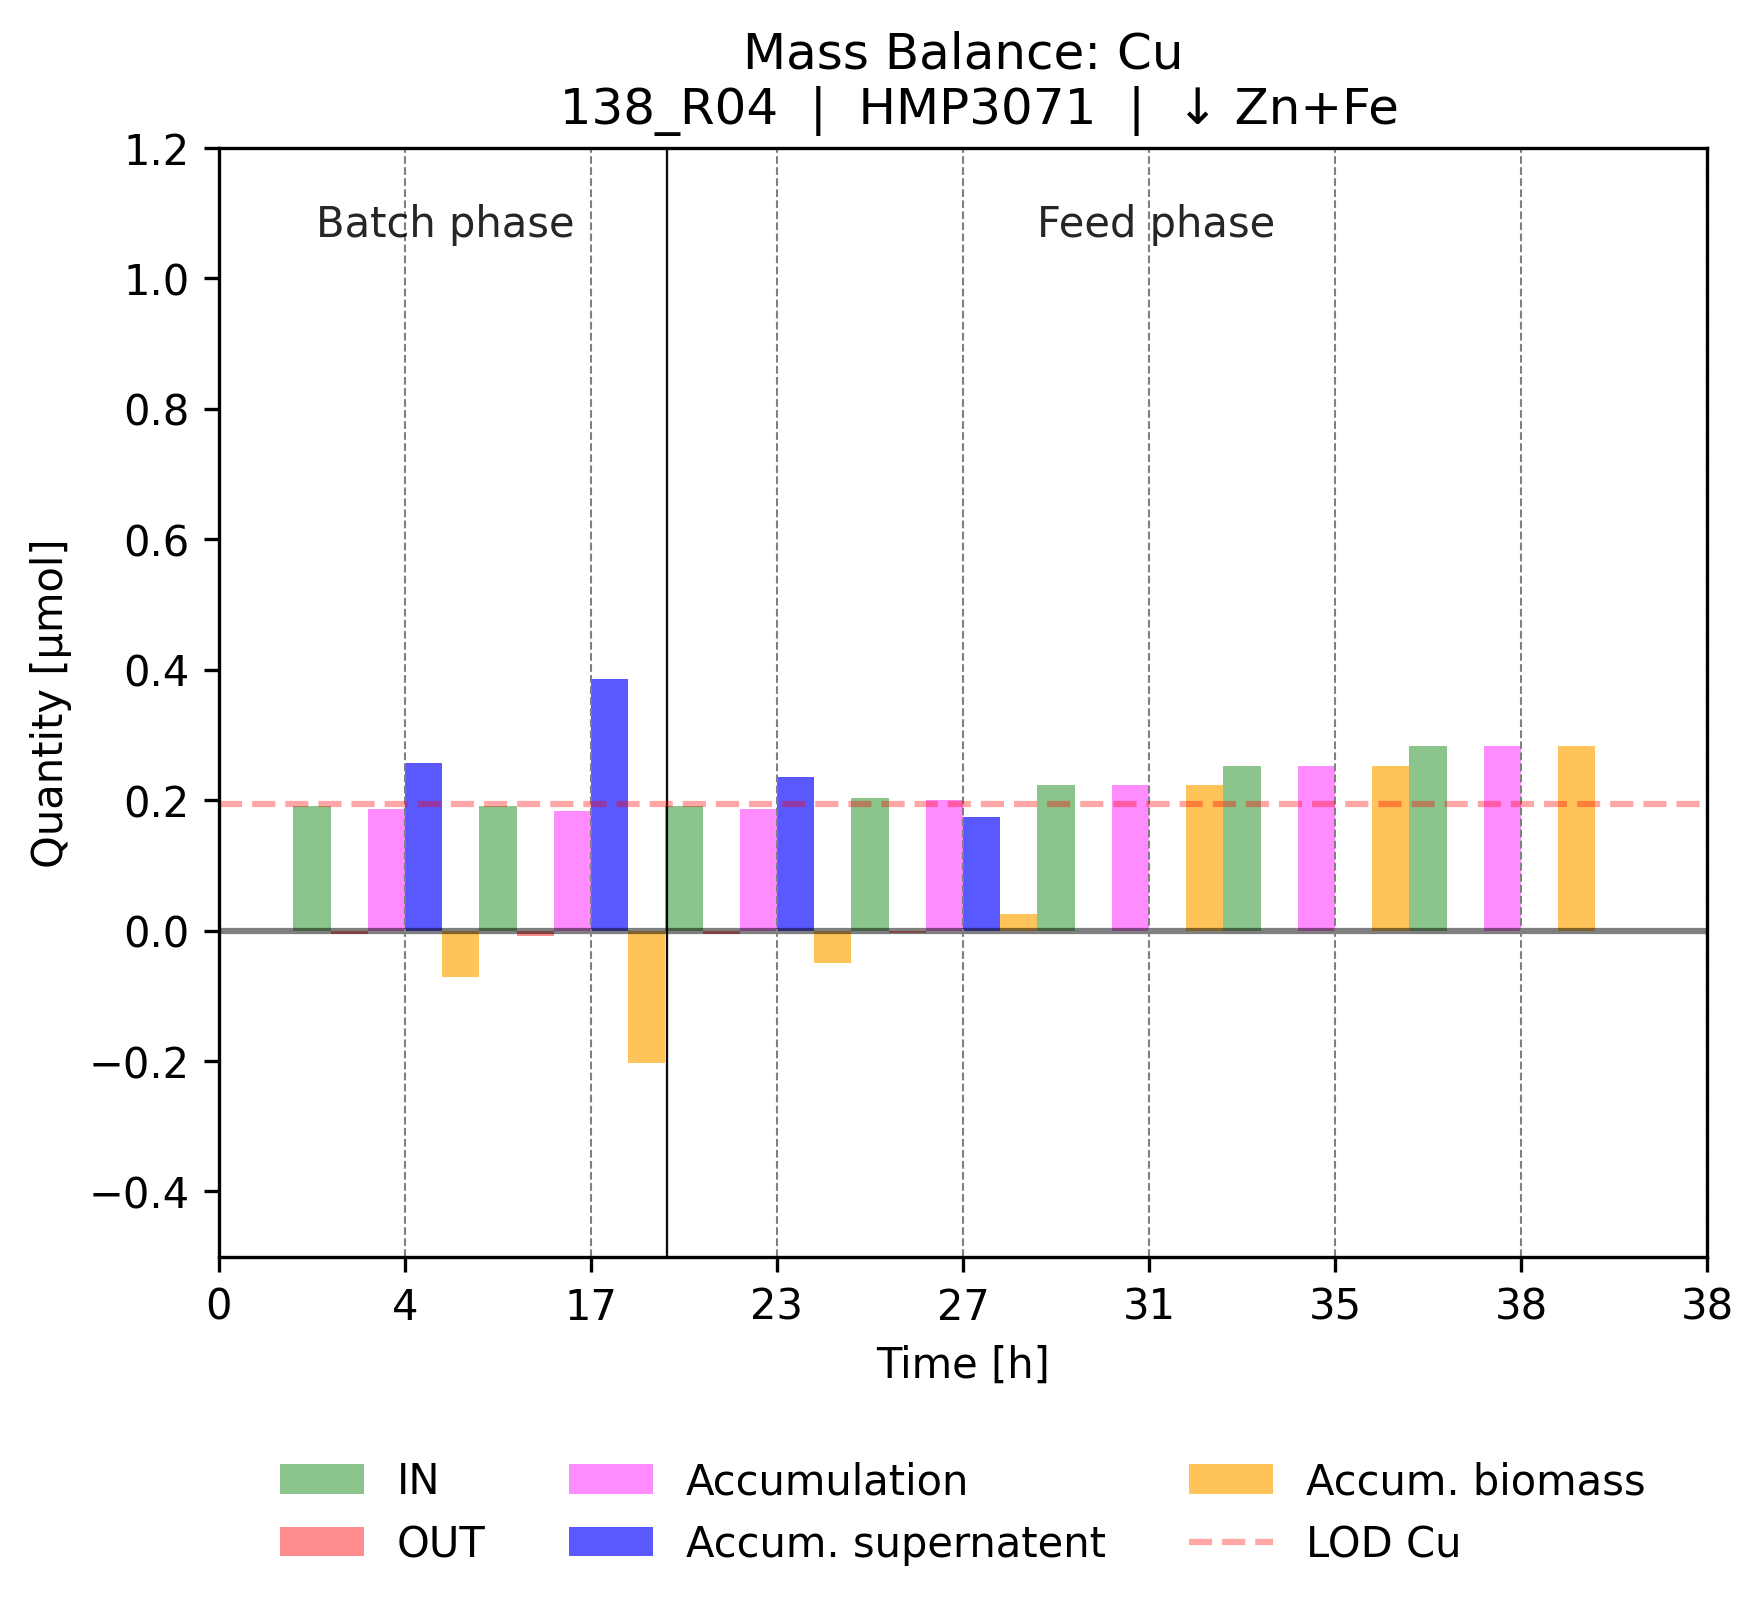 Mass Balance: Cu
138_R04 | HMP3071 | ↓ Zn+Fe
Batch phase
Feed phase
1.2
1.0
0.8
0.6
0.4
0.2
0.0
−0.2
−0.4
Quantity [µmol]
0 4 17 23 27 31 35 38 38
Time [h]
IN
OUT
Accumulation
Accum. supernatent
Accum. biomass
LOD Cu